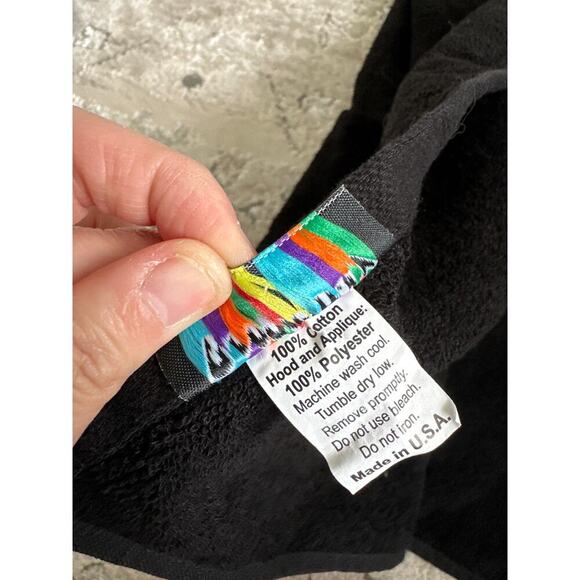 100% Cotton
Hood and Applique:
100% Polyester
Machine wash cool.
Tumble dry low.
Remove promptly.
Do not use bleach.
Do not iron.
Made in U.S.A.